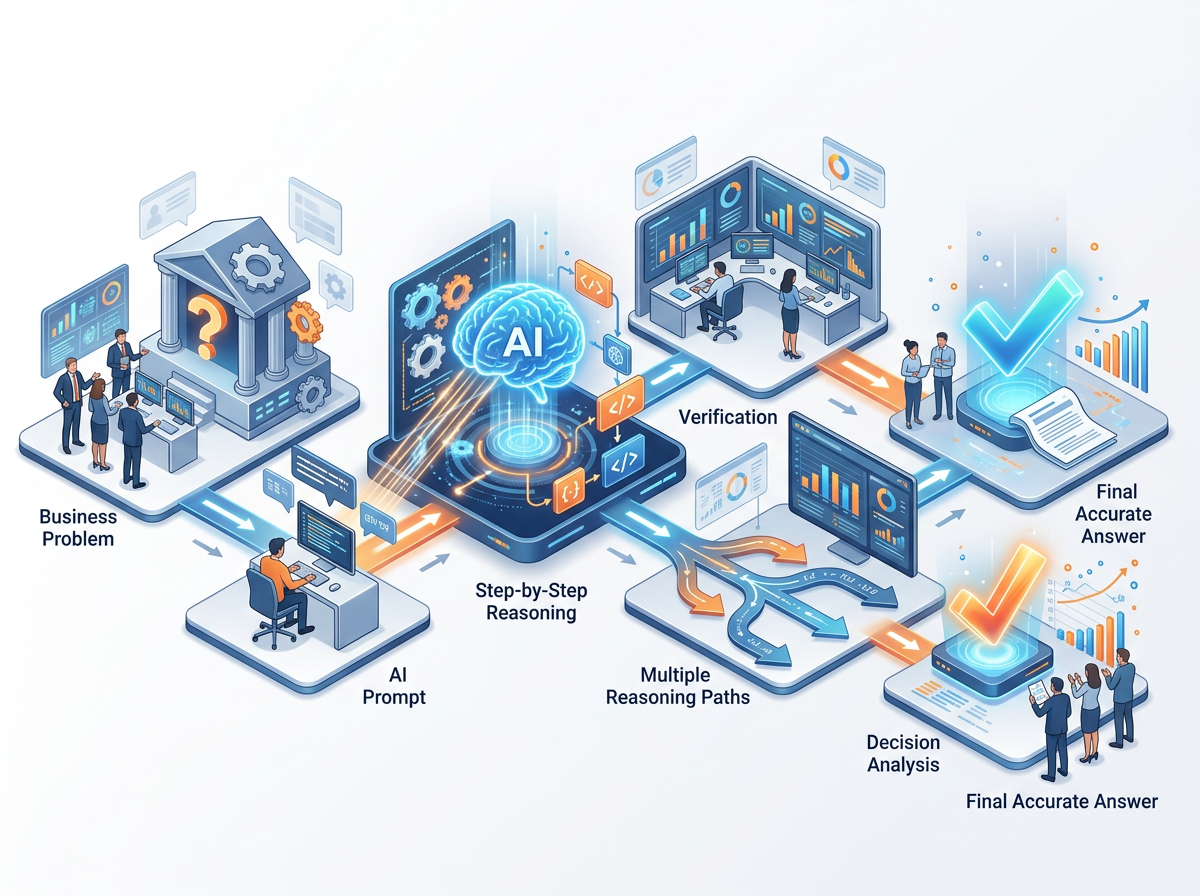 Business
Problem
AI
Prompt
AI
Step-by-Step
Reasoning
Verification
Multiple
Reasoning Paths
Final
Accurate
Answer
Decision
Analysis
Final Accurate Answer